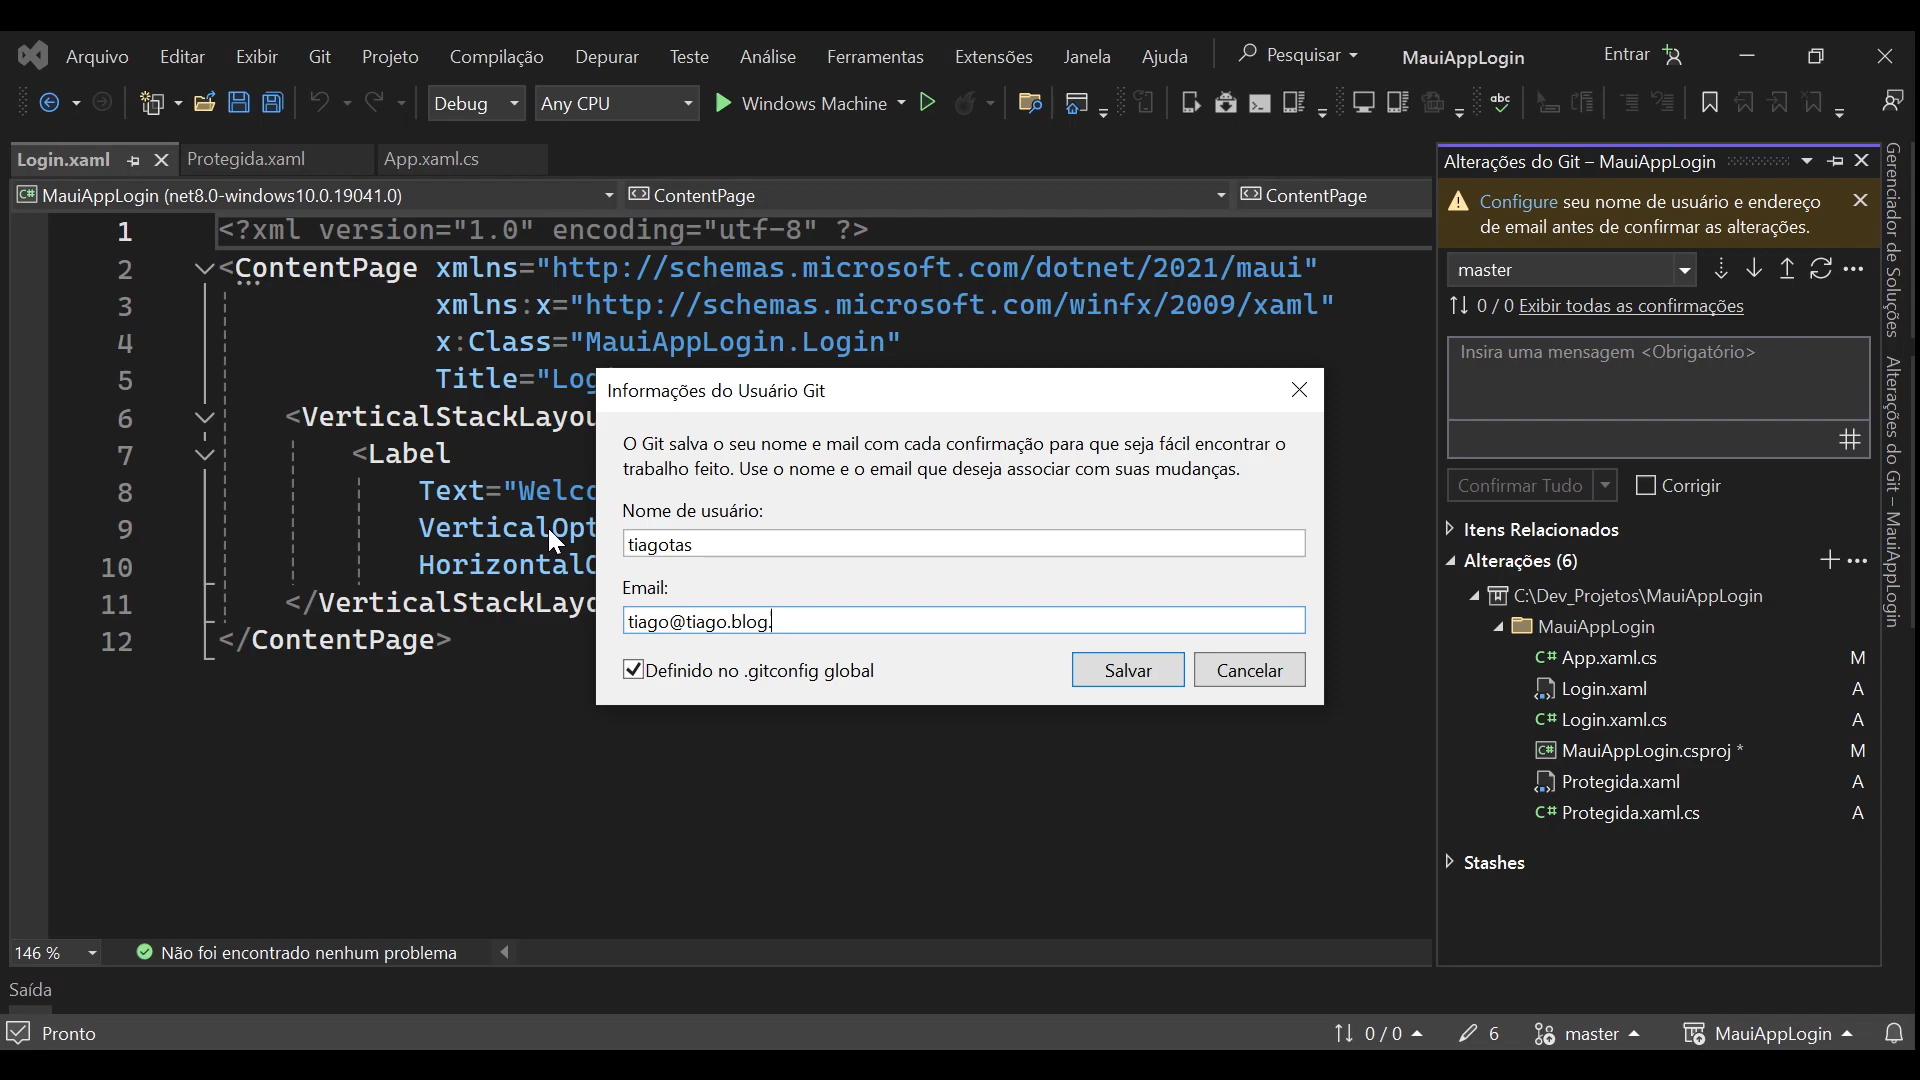 Arquivo Editar Exibir Git Projeto Compilação Depurar Teste Análise Ferramentas Extensões Janela Ajuda Pesquisar MauiAppLogin Entrar
Debug Any CPU Windows Machine abc
Login.xaml Protegida.xaml App.xaml.cs
C# MauiAppLogin (net8.0-windows10.0.19041.0) ContentPage ContentPage
1 <?xml version="1.0" encoding="utf-8" ?>
2 <ContentPage xmlns="http://schemas.microsoft.com/dotnet/2021/maui"
3 xmlns:x="http://schemas.microsoft.com/winfx/2009/xaml"
4 x:Class="MauiAppLogin.Login"
5 Title="Log
6 <VerticalStackLayou
7 <Label
8 Text="Welco
9 VerticalOpt
10 HorizontalO
11 </VerticalStackLayo
12 </ContentPage>
Informações do Usuário Git
O Git salva o seu nome e mail com cada confirmação para que seja fácil encontrar o
trabalho feito. Use o nome e o email que deseja associar com suas mudanças.
Nome de usuário:
tiagotas
Email:
tiago@tiago.blog.
Definido no .gitconfig global
Salvar Cancelar
Alterações do Git – MauiAppLogin
Configure seu nome de usuário e endereço
de email antes de confirmar as alterações.
master
0 / 0 Exibir todas as confirmações
Insira uma mensagem <Obrigatório>
Confirmar Tudo Corrigir
Itens Relacionados
Alterações (6)
C:\Dev_Projetos\MauiAppLogin
MauiAppLogin
C# App.xaml.cs M
Login.xaml A
C# Login.xaml.cs A
C# MauiAppLogin.csproj * M
Protegida.xaml A
C# Protegida.xaml.cs A
Stashes
Gerenciador de Soluções
Alterações do Git – MauiAppLogin
146 % Não foi encontrado nenhum problema
Saída
Pronto 0 / 0 6 master MauiAppLogin